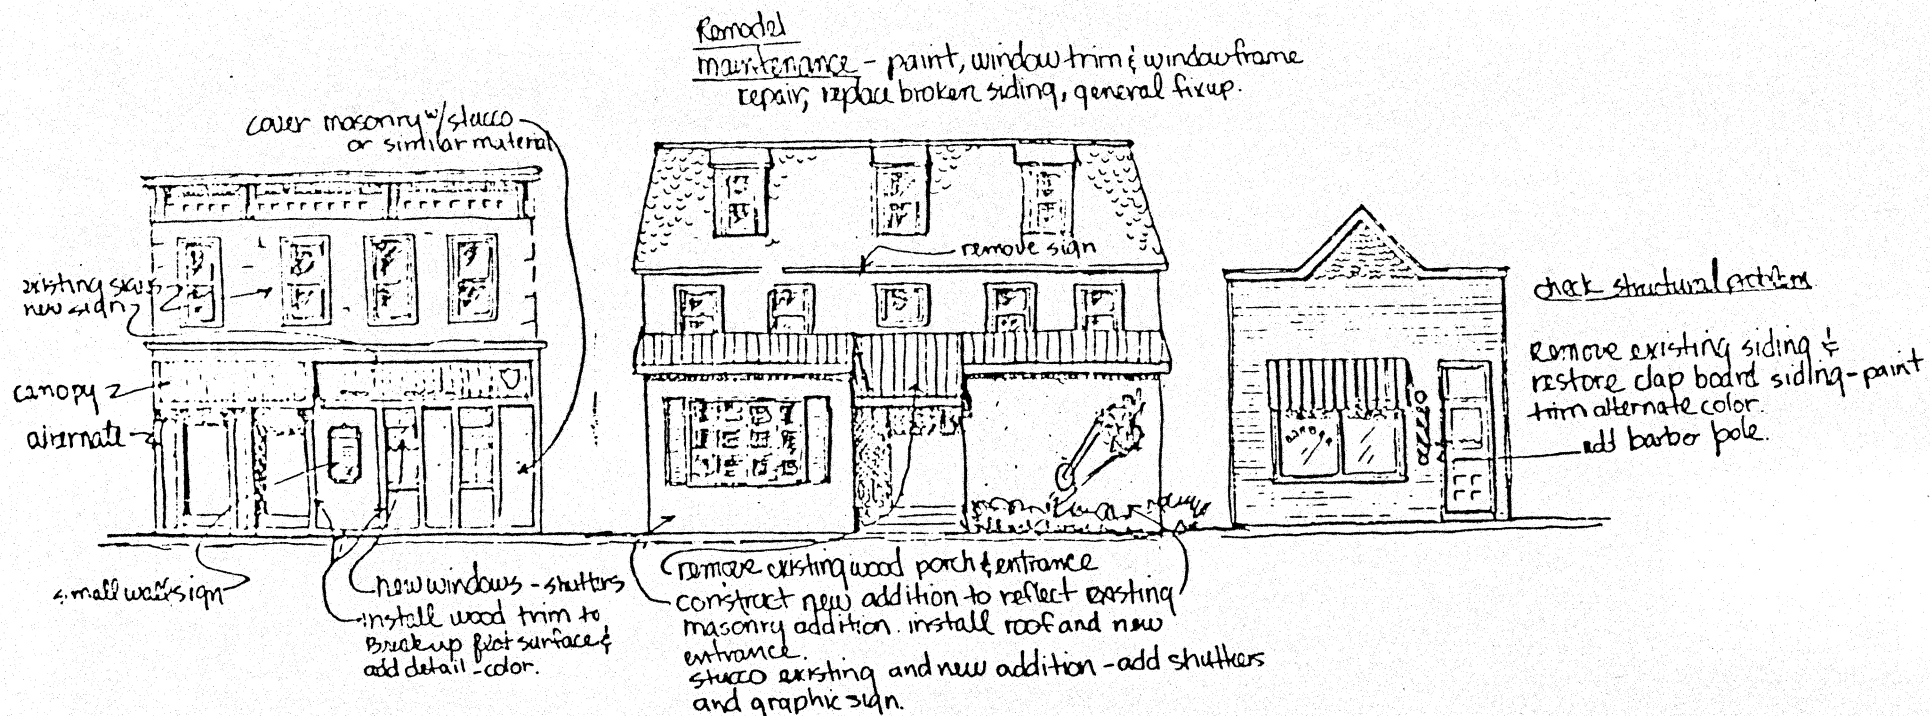 Remodel
maintenance - paint, window trim & window frame
repair, replace broken siding, general fixup.
cover masonry w/stucco
or similar material
remove sign
existing
new sign
canopy
alternate
small wall sign
new windows - shutters
install wood trim to
Break up flat surface &
add detail - color.
remove existing wood porch & entrance
construct new addition to reflect existing
masonry addition. install roof and new
entrance.
stucco existing and new addition - add shutters
and graphic sign.
check structural problems
Remove existing siding &
restore clap board siding - paint
trim alternate color.
add barber pole.
BARBER